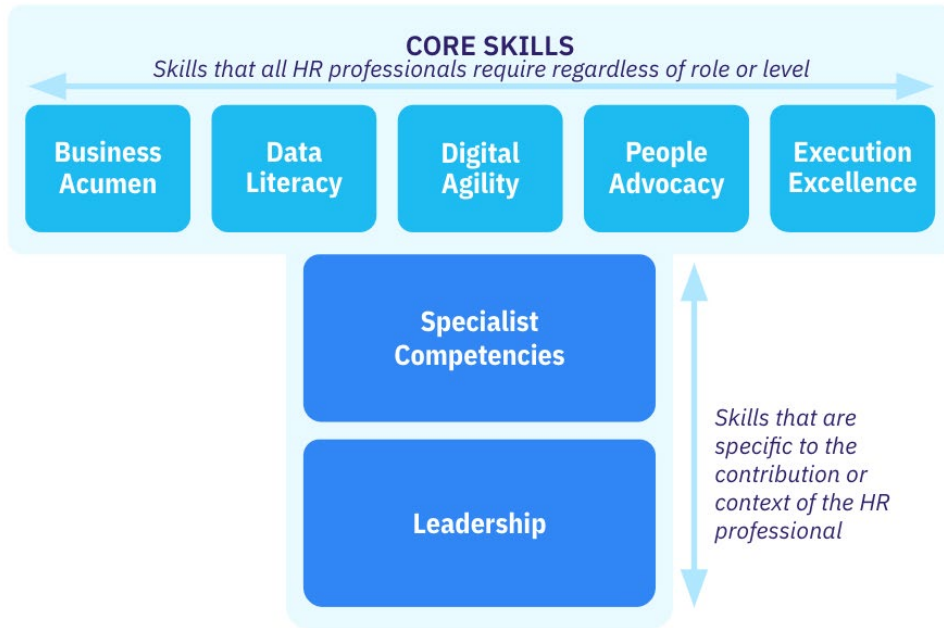 CORE SKILLS
Skills that all HR professionals require regardless of role or level
Business
Acumen
Data
Literacy
Digital
Agility
People
Advocacy
Execution
Excellence
Specialist
Competencies
Leadership
Skills that are
specific to the
contribution or
context of the HR
professional